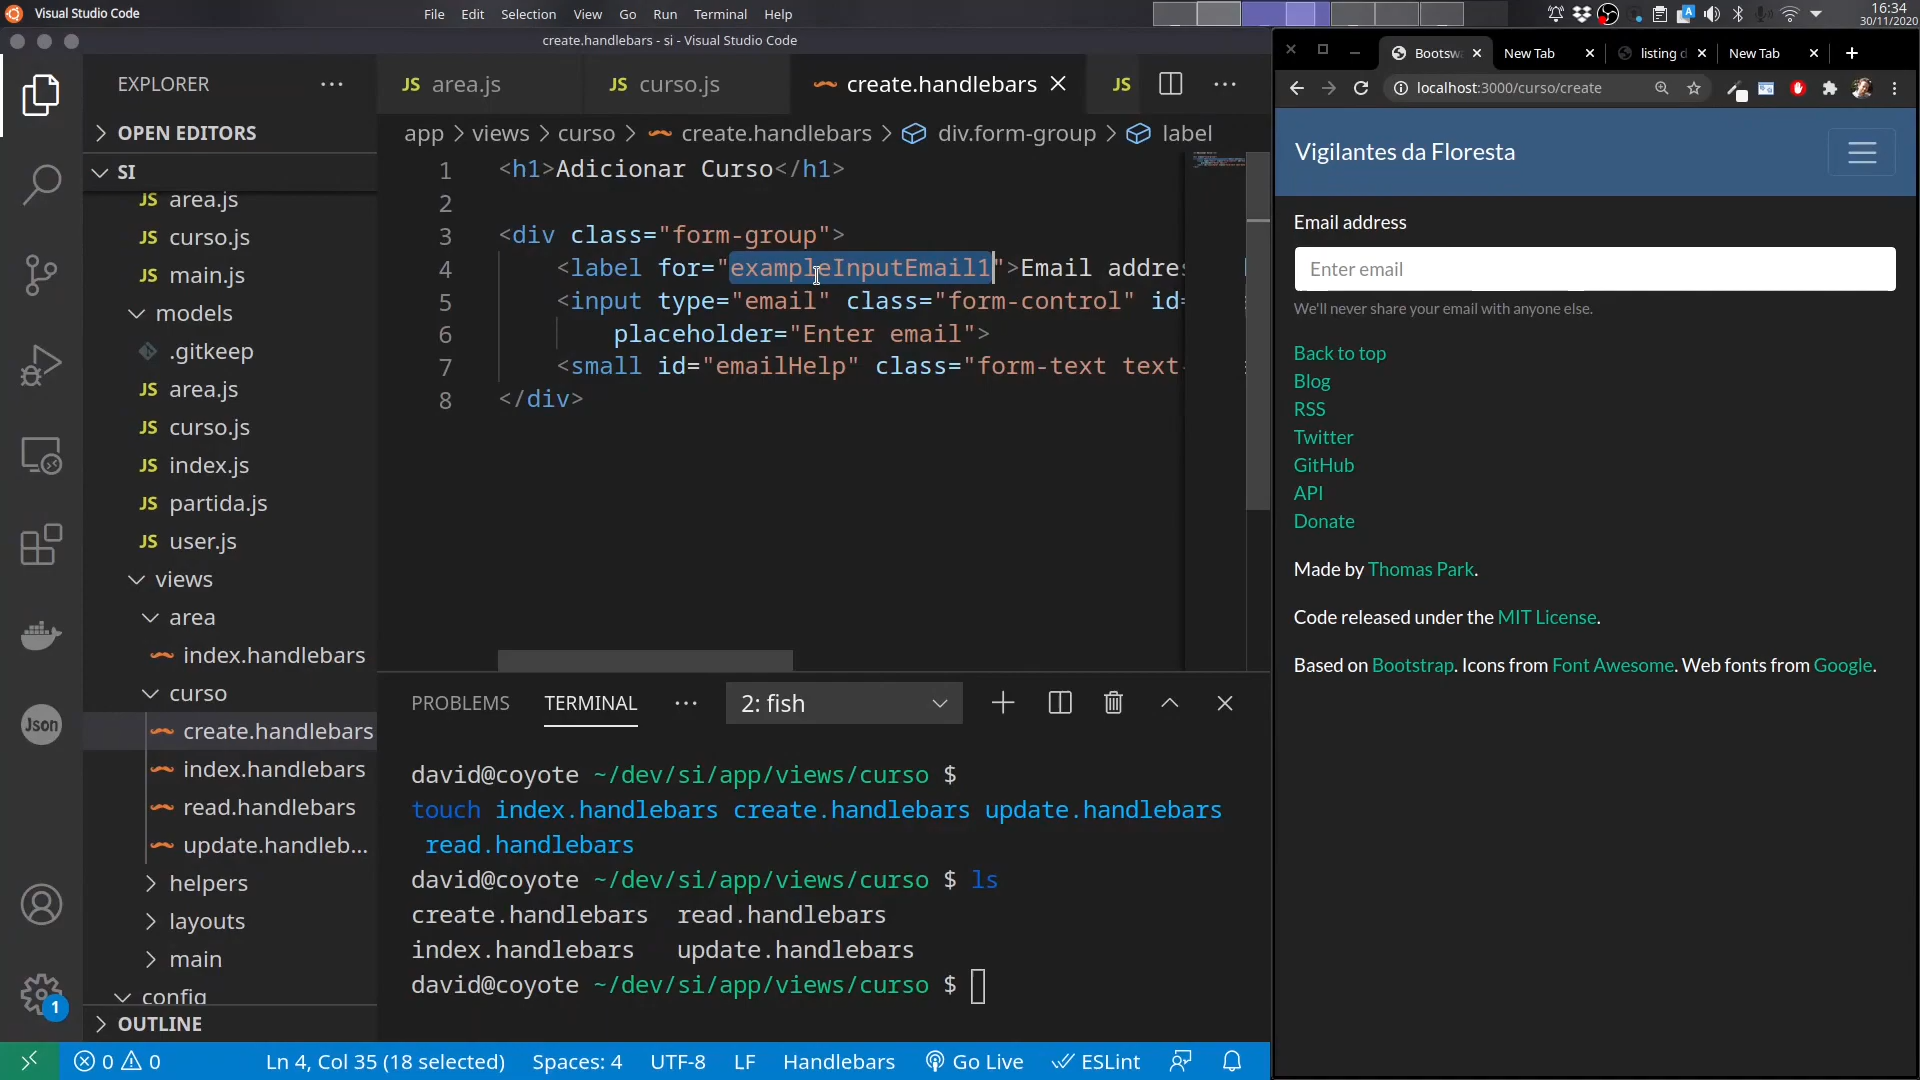 Visual Studio Code
File Edit Selection View Go Run Terminal Help
16:34
30/11/2020
create.handlebars - si - Visual Studio Code
EXPLORER
OPEN EDITORS
SI
JS area.js
JS curso.js
JS main.js
models
.gitkeep
JS area.js
JS curso.js
JS index.js
JS partida.js
JS user.js
views
area
index.handlebars
curso
create.handlebars
index.handlebars
read.handlebars
update.handleb...
helpers
layouts
main
config
OUTLINE
Json
1
JS area.js JS curso.js create.handlebars JS
app > views > curso > create.handlebars > div.form-group > label
1 <h1>Adicionar Curso</h1>
2
3 <div class="form-group">
4 <label for="exampleInputEmail1">Email addres
5 <input type="email" class="form-control" id=
6 placeholder="Enter email">
7 <small id="emailHelp" class="form-text text-
8 </div>
PROBLEMS TERMINAL 2: fish
david@coyote ~/dev/si/app/views/curso $
touch index.handlebars create.handlebars update.handlebars
read.handlebars
david@coyote ~/dev/si/app/views/curso $ ls
create.handlebars read.handlebars
index.handlebars update.handlebars
david@coyote ~/dev/si/app/views/curso $
0 0 Ln 4, Col 35 (18 selected) Spaces: 4 UTF-8 LF Handlebars Go Live ESLint
Bootswa New Tab listing d New Tab
localhost:3000/curso/create
Vigilantes da Floresta
Email address
Enter email
We'll never share your email with anyone else.
Back to top
Blog
RSS
Twitter
GitHub
API
Donate
Made by Thomas Park.
Code released under the MIT License.
Based on Bootstrap. Icons from Font Awesome. Web fonts from Google.